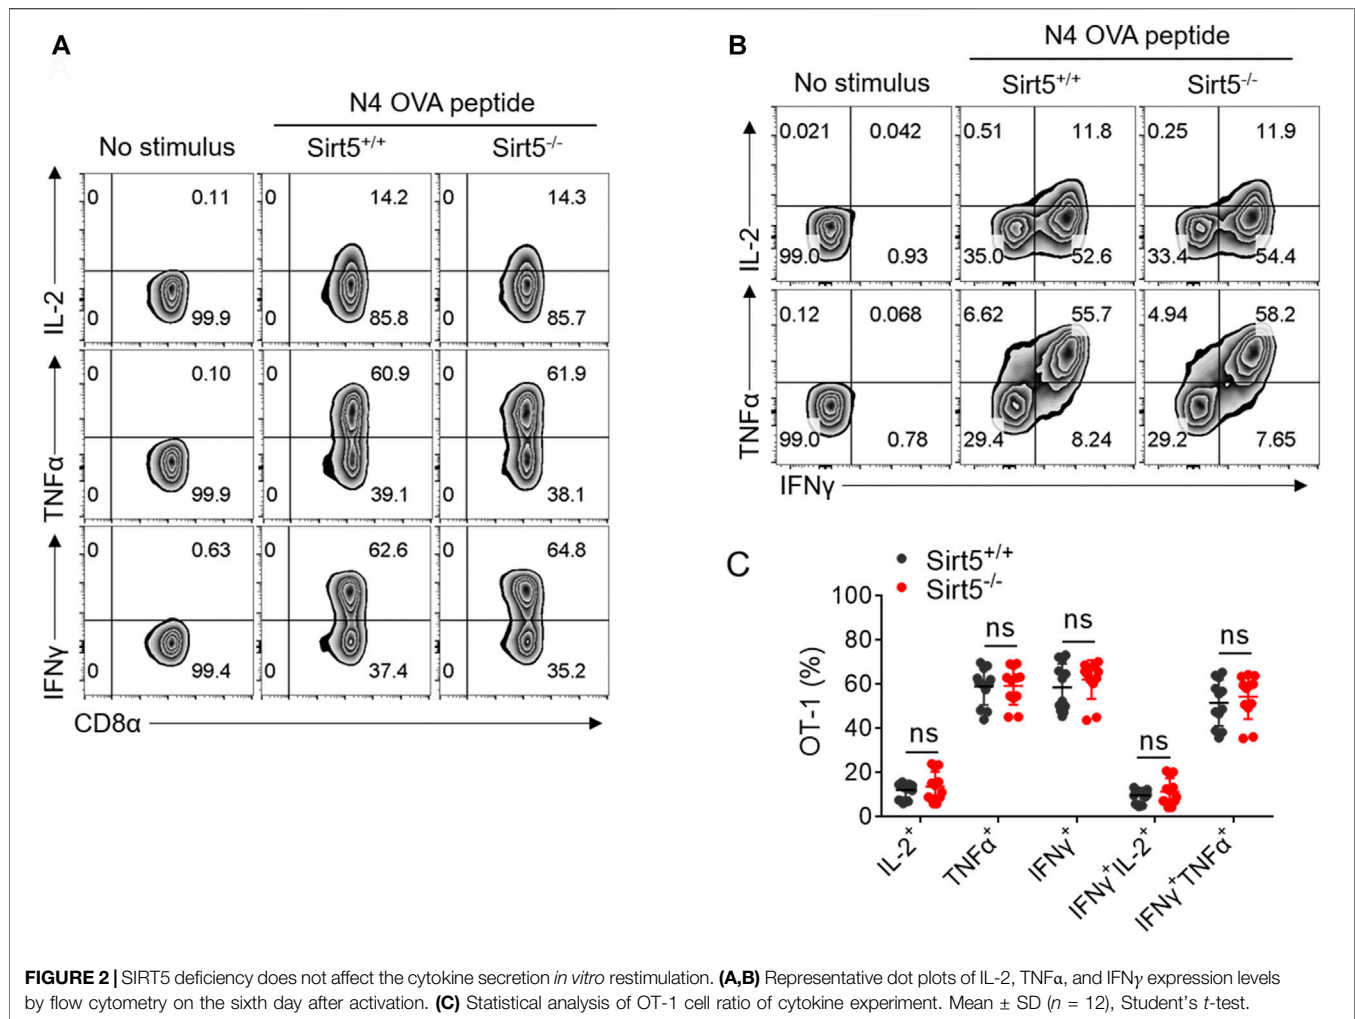 A
N4 OVA peptide
No stimulus
Sirt5+/+
Sirt5-/-
IL-2
0 0.11
0 99.9
0 14.2
0 85.8
0 14.3
0 85.7
TNFα
0 0.10
0 99.9
0 60.9
0 39.1
0 61.9
0 38.1
IFNγ
0 0.63
0 99.4
0 62.6
0 37.4
0 64.8
0 35.2
CD8α
B
N4 OVA peptide
No stimulus
Sirt5+/+
Sirt5-/-
IL-2
0.021 0.042
99.0 0.93
0.51 11.8
35.0 52.6
0.25 11.9
33.4 54.4
TNFα
0.12 0.068
99.0 0.78
6.62 55.7
29.4 8.24
4.94 58.2
29.2 7.65
IFNγ
C
Sirt5+/+
Sirt5-/-
OT-1 (%)
100
80
60
40
20
0
ns
ns
ns
ns
ns
IL-2+
TNFα+
IFNγ+
IFNγ+IL-2+
IFNγ+TNFα+
FIGURE 2 | SIRT5 deficiency does not affect the cytokine secretion in vitro restimulation. (A,B) Representative dot plots of IL-2, TNFα, and IFNγ expression levels
by flow cytometry on the sixth day after activation. (C) Statistical analysis of OT-1 cell ratio of cytokine experiment. Mean ± SD (n = 12), Student's t-test.